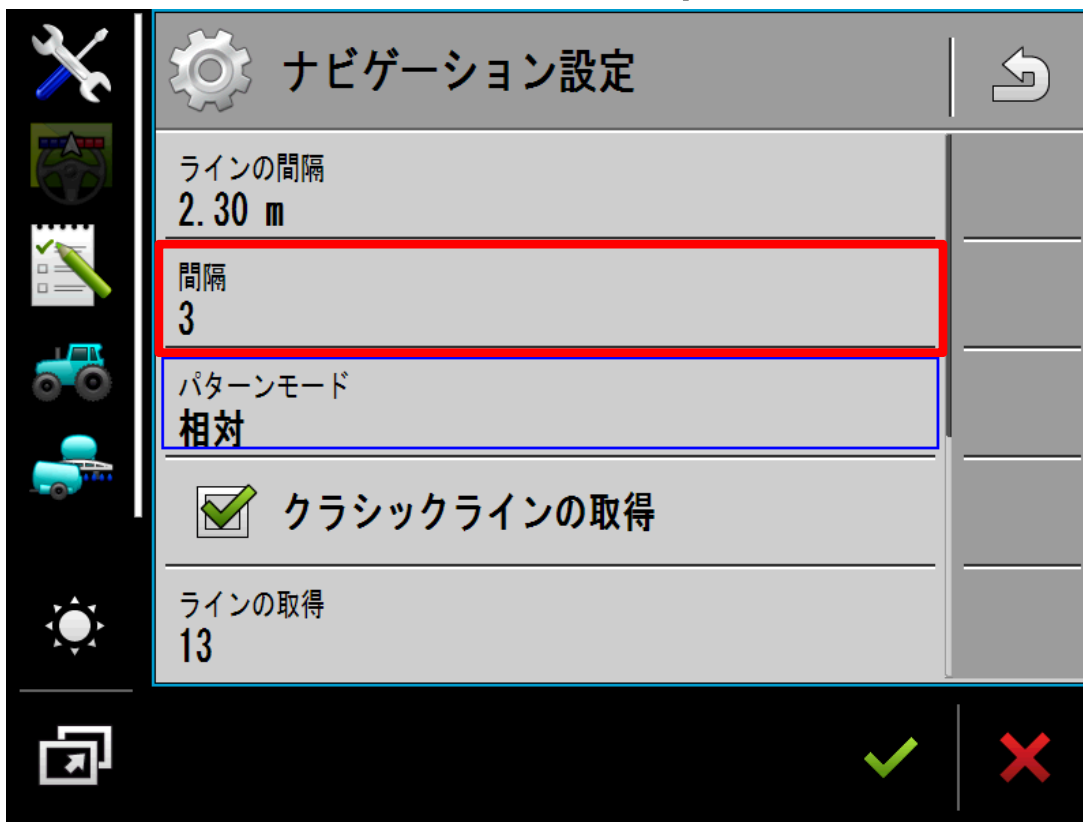 ナビゲーション設定
ラインの間隔
2.30 m
間隔
3
パターンモード
相対
クラシックラインの取得
ラインの取得
13